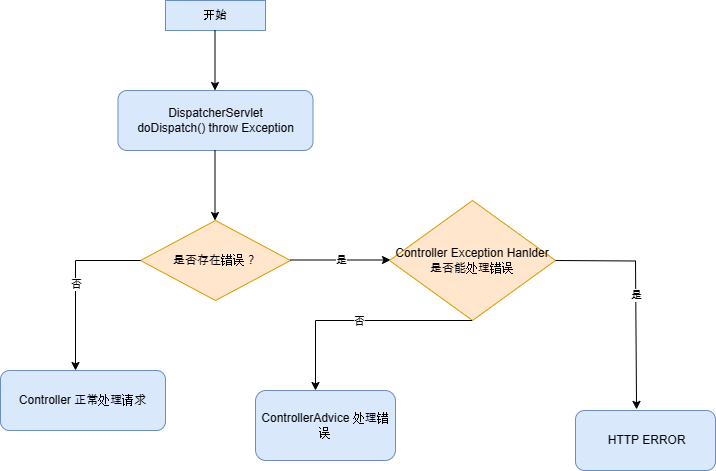 开始
DispatcherServlet
doDispatch() throw Exception
是否存在错误？
是
Controller Exception Hanlder
是否能处理错误
否
是
否
Controller 正常处理请求
ControllerAdvice 处理错
误
HTTP ERROR